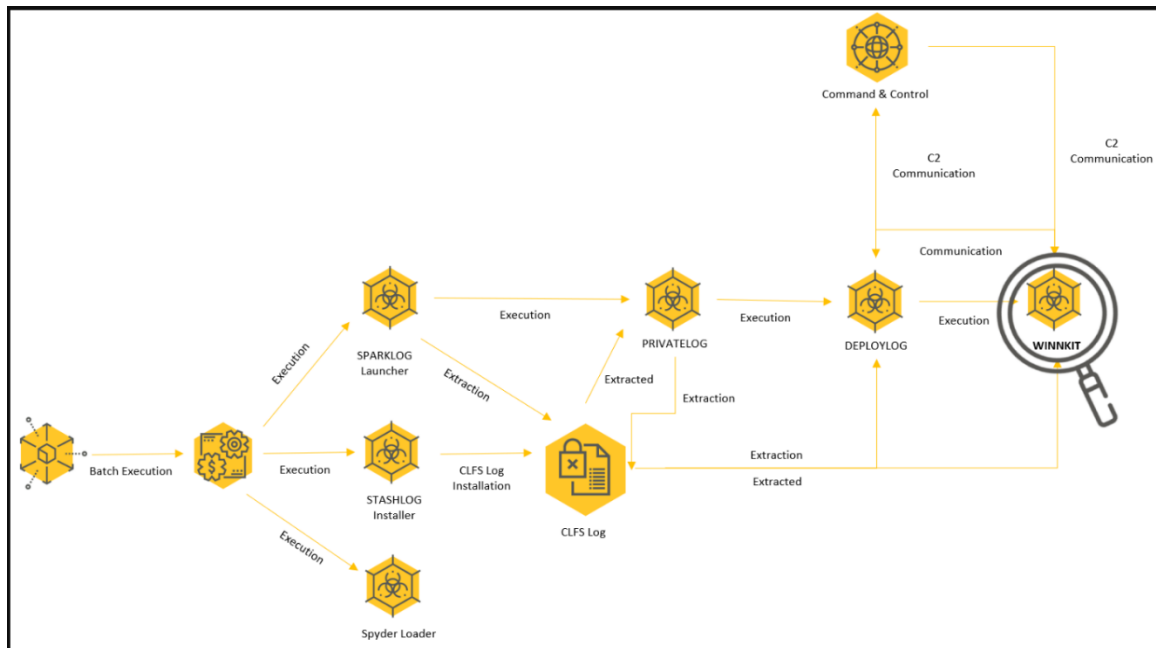 Command & Control
C2
Communication
C2
Communication
Communication
Execution
SPARKLOG
Launcher
Execution
PRIVATELOG
Execution
DEPLOYLOG
Execution
WINNKIT
Execution
Extraction
Extracted
Extraction
Batch Execution
Execution
STASHLOG
Installer
CLFS Log
Installation
CLFS Log
Extraction
Extracted
Execution
Spyder Loader